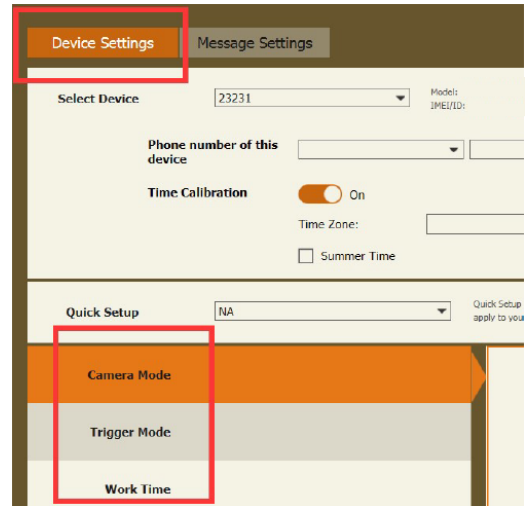 Device Settings Message Settings
Select Device 23231 Model:
IMEI/ID:
Phone number of this
device
Time Calibration On
Time Zone:
Summer Time
Quick Setup NA Quick Setup
apply to your
Camera Mode
Trigger Mode
Work Time